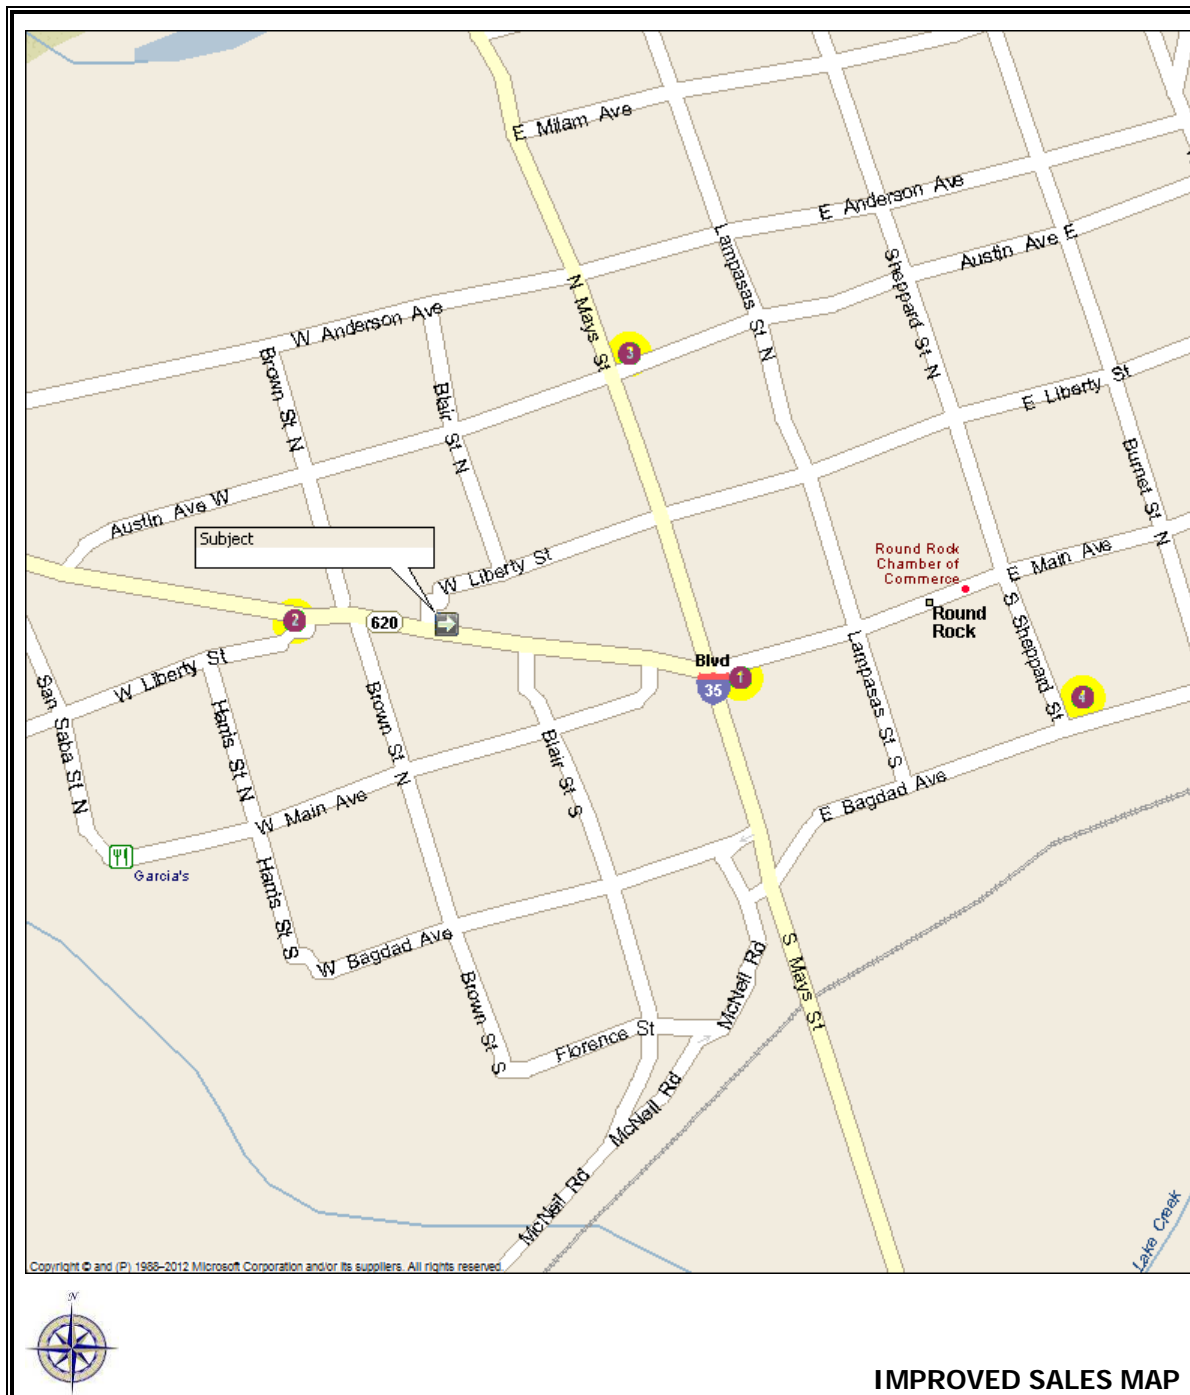 E Milam Ave
E Anderson Ave
Austin Ave E
Lampasas St N
Sheppard St N
N Mays St
W Anderson Ave
3
Brown St N
Blair St N
E Liberty St
Burnet St N
Austin Ave W
Subject
W Liberty St
Round Rock
Chamber of
Commerce
E Main Ave
2
620
Round
Rock
S Sheppard St
Blvd
35
1
4
W Liberty St
San Saba St N
Harris St N
Brown St N
Lampasas St S
Blair St S
E Bagdad Ave
W Main Ave
Garcia's
Harris St S
W Bagdad Ave
S Mays St
McNeil Rd
Brown St S
Florence St
McNeil Rd
McNeil Rd
Lake Creek
Copyright © and (P) 1988–2012 Microsoft Corporation and/or its suppliers. All rights reserved
N
IMPROVED SALES MAP